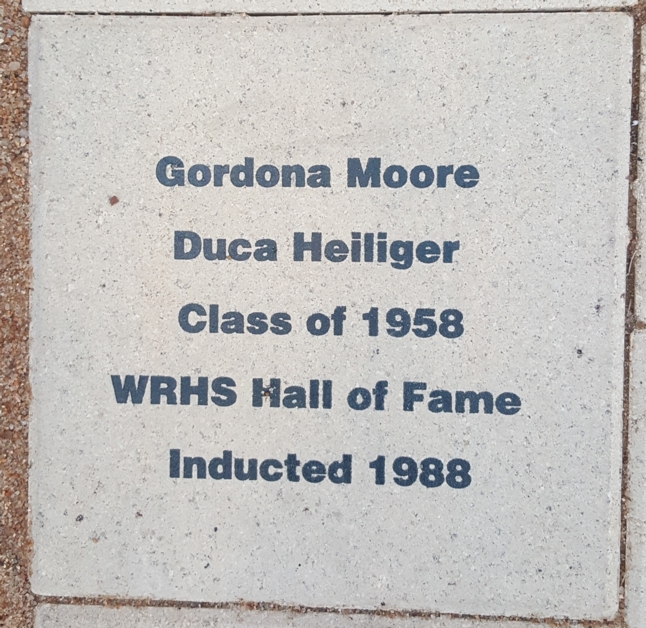 Gordona Moore
Duca Heiliger
Class of 1958
WRHS Hall of Fame
Inducted 1988